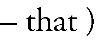 – that )